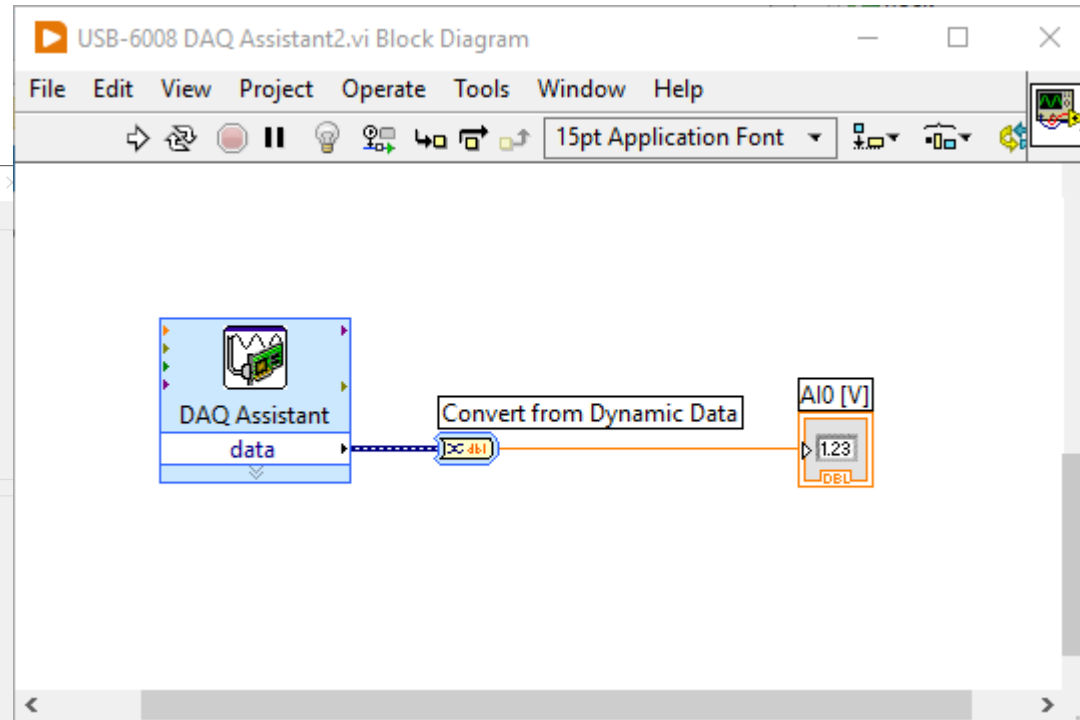 USB-6008 DAQ Assistant2.vi Block Diagram
File Edit View Project Operate Tools Window Help
15pt Application Font
DAQ Assistant
data
Convert from Dynamic Data
dbl
AI0 [V]
1.23
DBL